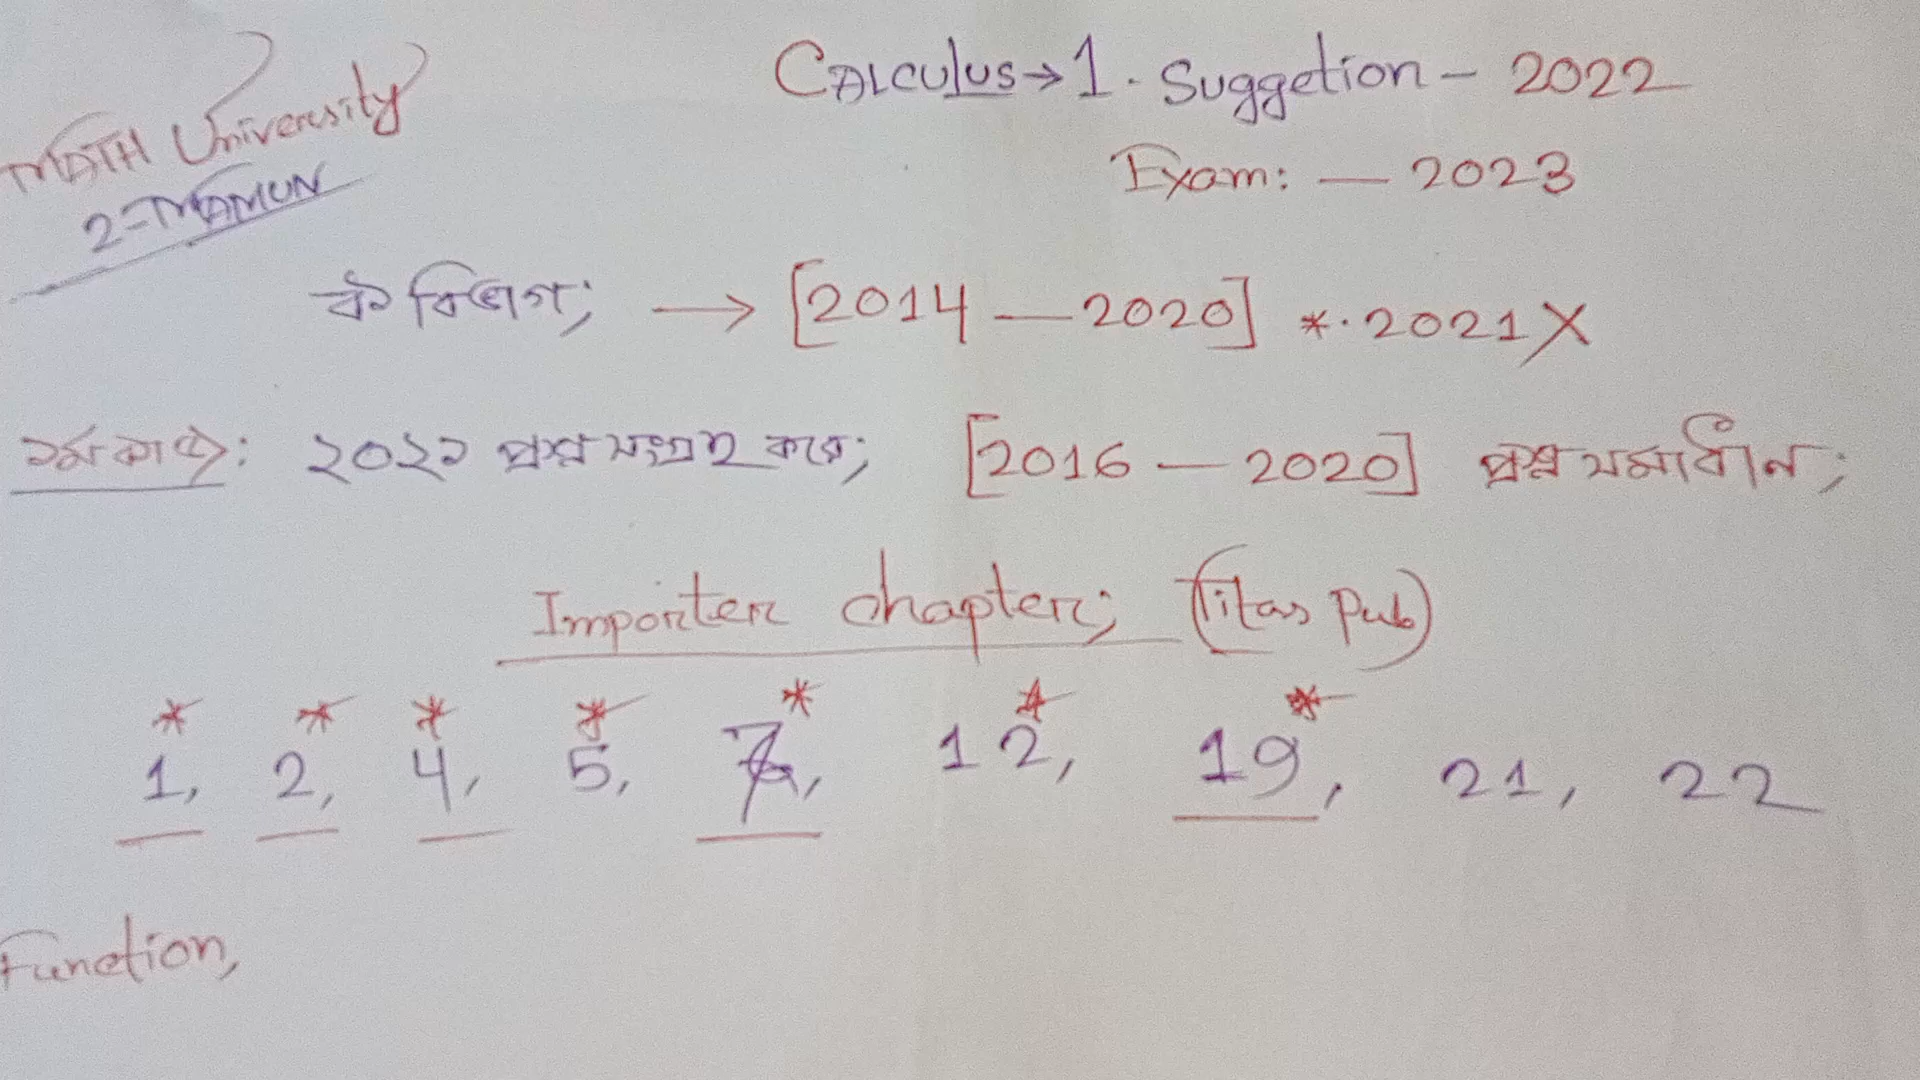 MATH University
2-MAMUN
CALCULUS→1. Suggetion - 2022
Exam: — 2023
ক বিভাগ; → [2014 — 2020] *. 2021 X
: ২০২১ প্রশ্ন সংগ্রহ করে; [2016 — 2020] প্রশ্ন সমাধান;
Importen chapter; (Titas Pub)
* * * * * * *
1, 2, 4, 5, 7, 12, 19, 21, 22
Function,